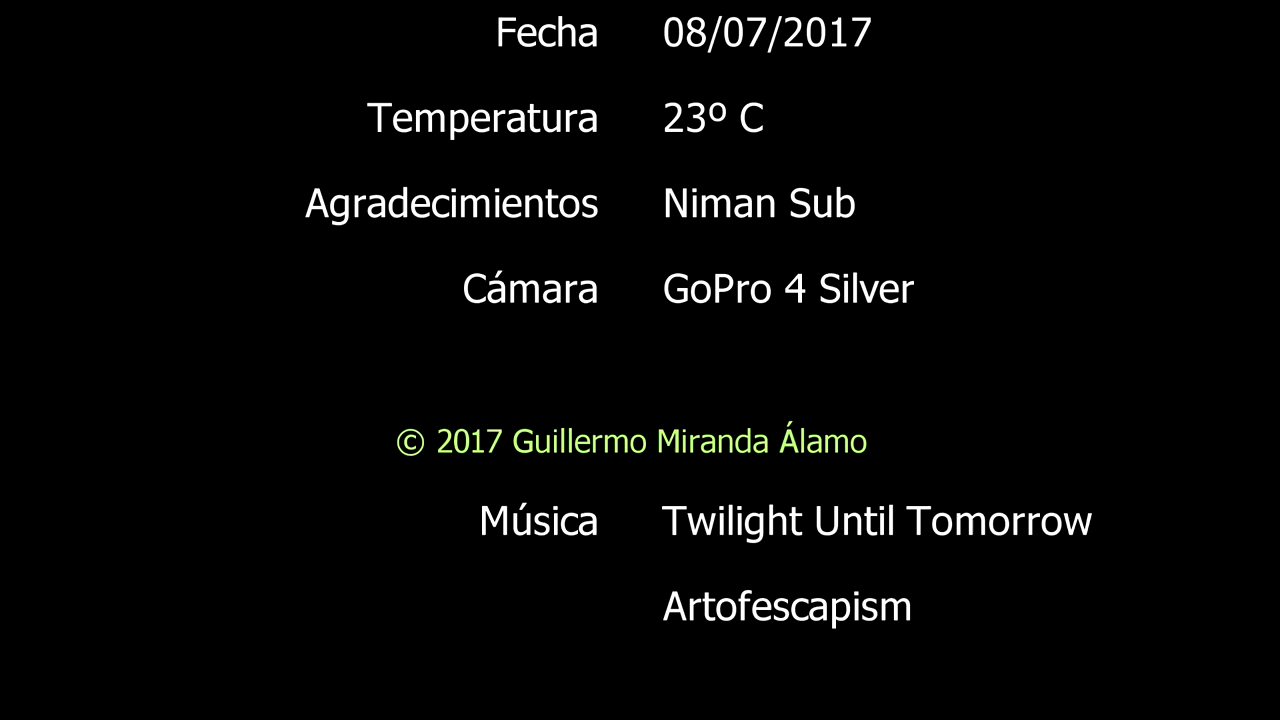 Fecha 08/07/2017
Temperatura 23º C
Agradecimientos Niman Sub
Cámara GoPro 4 Silver
© 2017 Guillermo Miranda Álamo
Música Twilight Until Tomorrow
Artofescapism